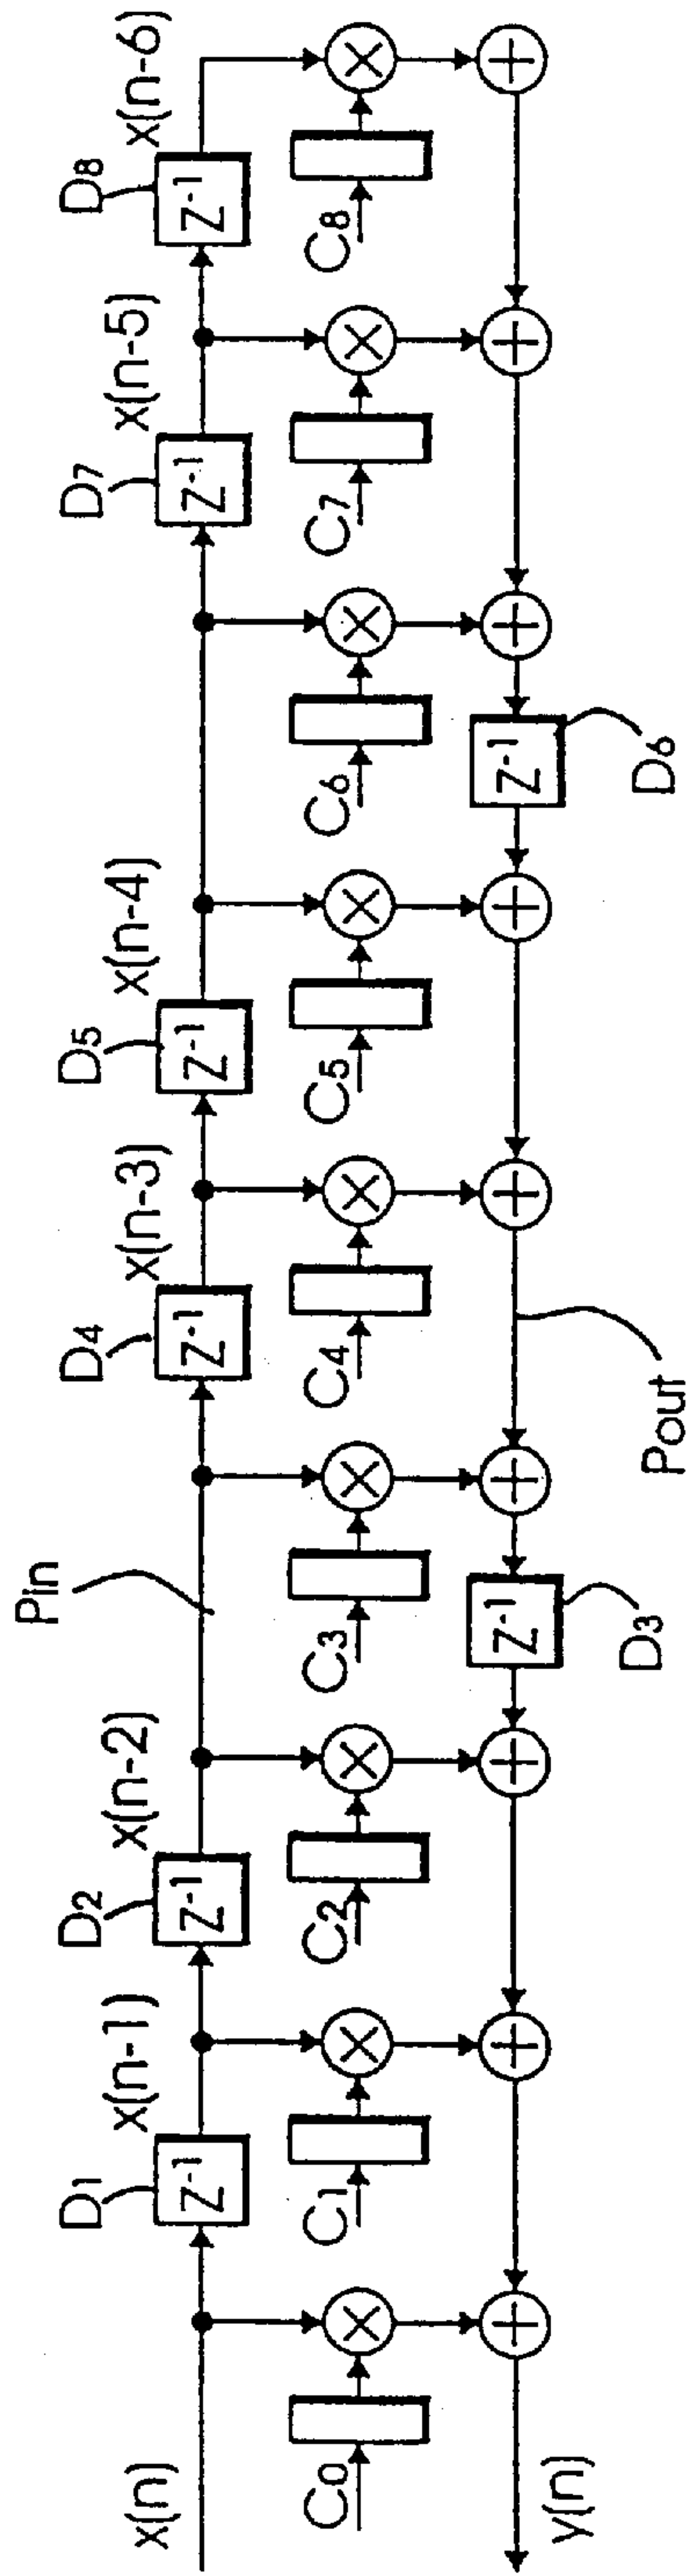 D1 D2 D4 D5 D7 D8
x(n) x(n-1) x(n-2) Pin x(n-3) x(n-4) x(n-5) x(n-6)
Z-1 Z-1 Z-1 Z-1 Z-1 Z-1
C0 C1 C2 C3 C4 C5 C6 C7 C8
Z-1 Z-1
y(n) D3 Pout D6